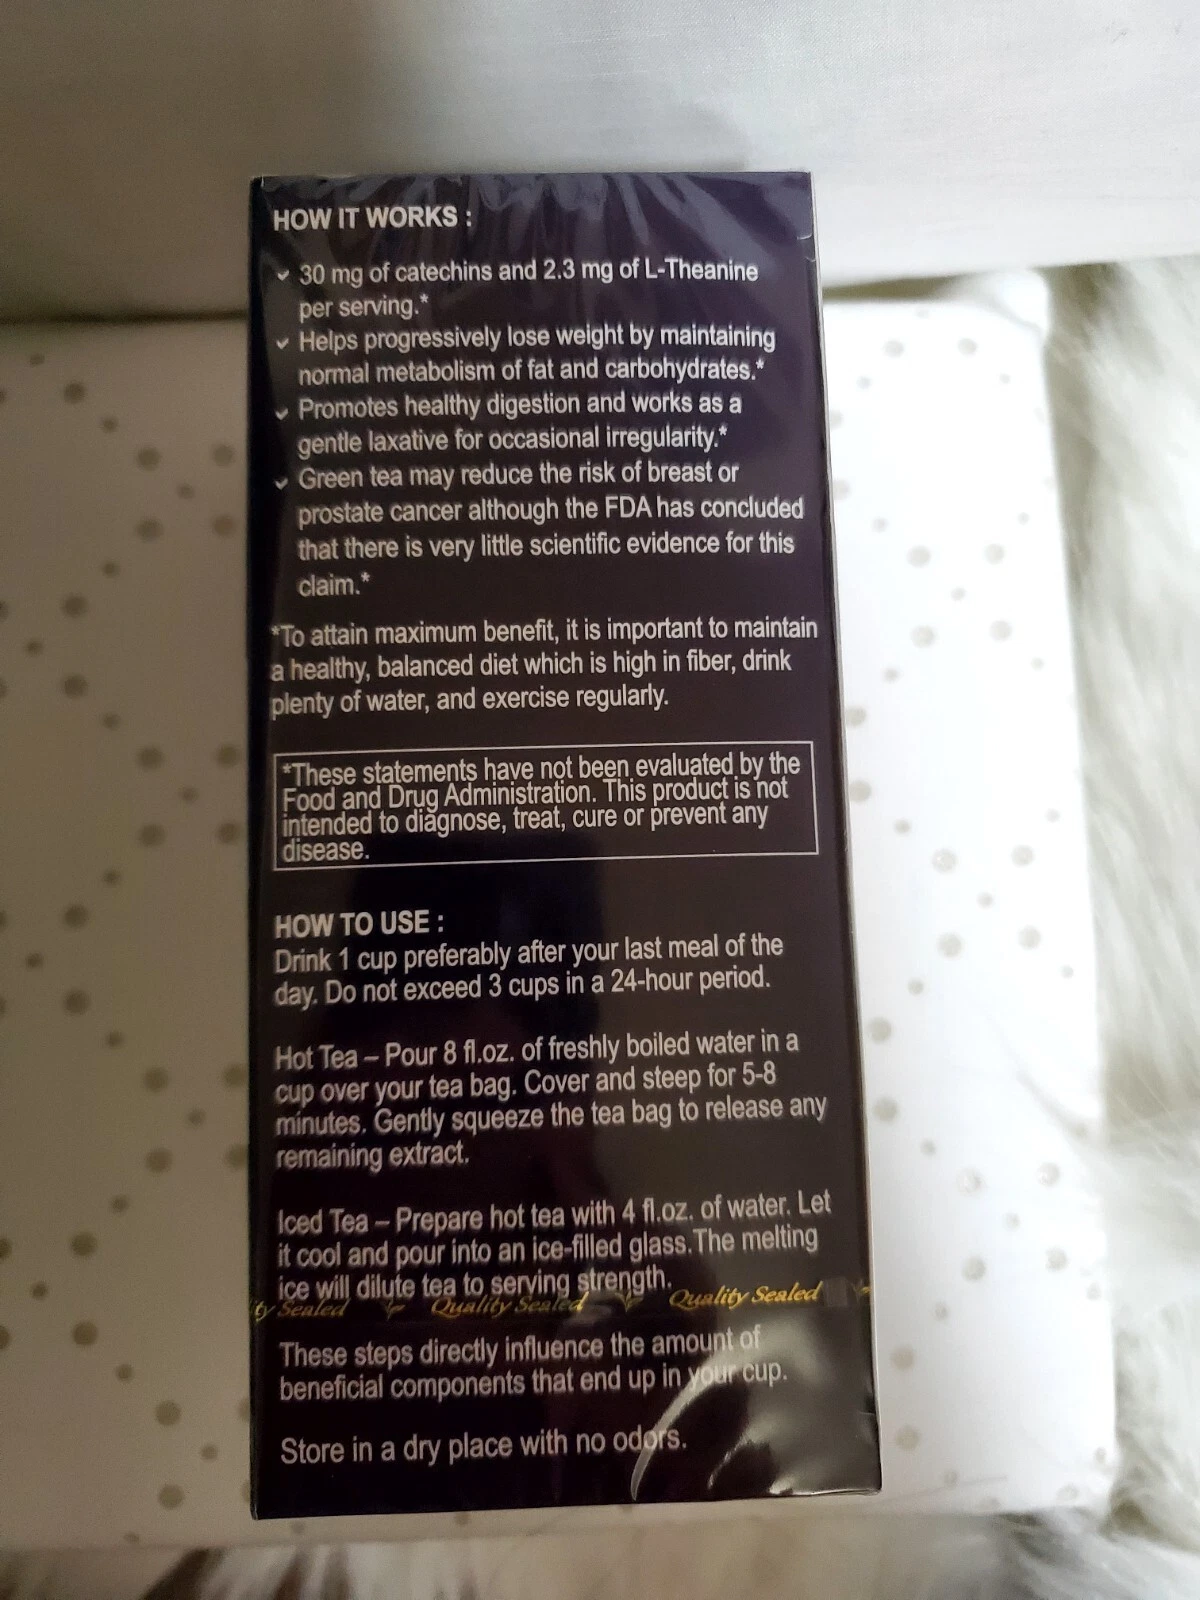 HOW IT WORKS :
✓ 30 mg of catechins and 2.3 mg of L-Theanine
per serving.*
✓ Helps progressively lose weight by maintaining
normal metabolism of fat and carbohydrates.*
✓ Promotes healthy digestion and works as a
gentle laxative for occasional irregularity.*
✓ Green tea may reduce the risk of breast or
prostate cancer although the FDA has concluded
that there is very little scientific evidence for this
claim.*
*To attain maximum benefit, it is important to maintain
a healthy, balanced diet which is high in fiber, drink
plenty of water, and exercise regularly.
*These statements have not been evaluated by the
Food and Drug Administration. This product is not
intended to diagnose, treat, cure or prevent any
disease.
HOW TO USE :
Drink 1 cup preferably after your last meal of the
day. Do not exceed 3 cups in a 24-hour period.
Hot Tea – Pour 8 fl.oz. of freshly boiled water in a
cup over your tea bag. Cover and steep for 5-8
minutes. Gently squeeze the tea bag to release any
remaining extract.
Iced Tea – Prepare hot tea with 4 fl.oz. of water. Let
it cool and pour into an ice-filled glass.The melting
ice will dilute tea to serving strength.
ty Sealed Quality Sealed Quality Sealed
These steps directly influence the amount of
beneficial components that end up in your cup.
Store in a dry place with no odors.